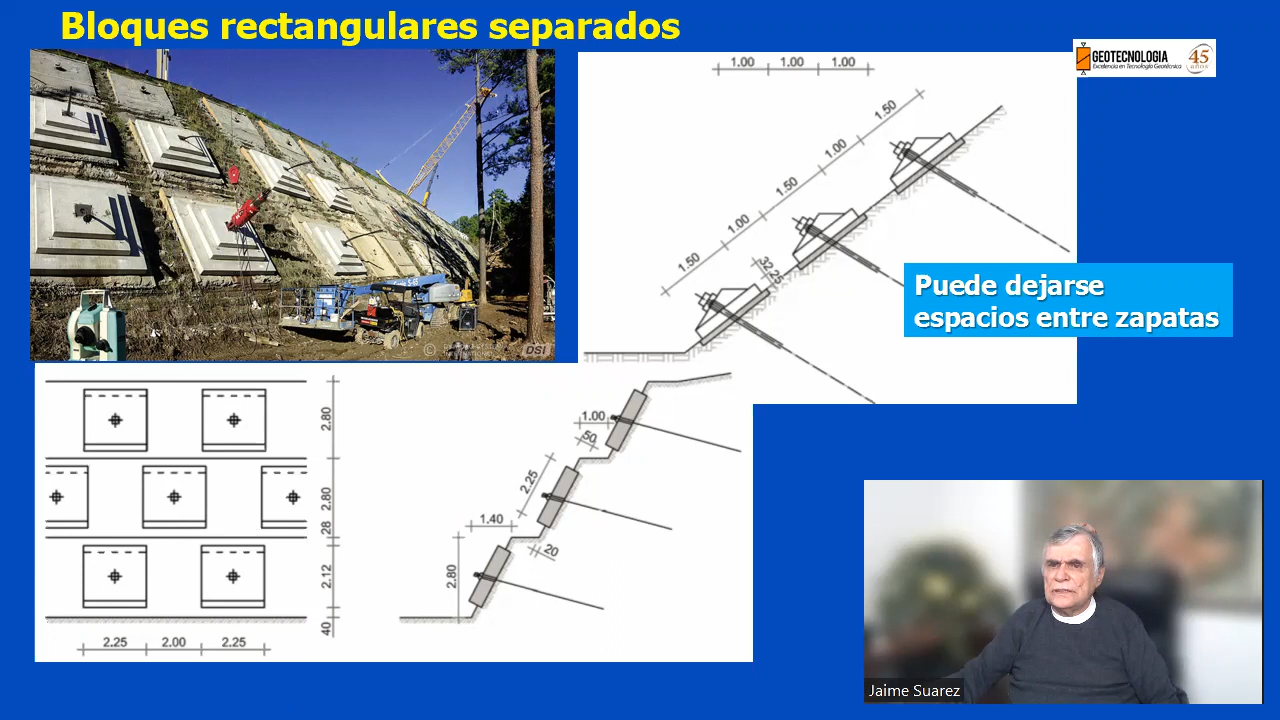 Bloques rectangulares separados
GEOTECNOLOGIA
Excelencia en Tecnología Geotécnica
45
años
1.00 1.00 1.00
1.50
1.00
1.50
1.00
1.50
32 25
Puede dejarse
espacios entre zapatas
©
DSI
2.80
2.80
28
2.12
40
2.25 2.00 2.25
1.00
50
2.25
1.40
20
2.80
Jaime Suarez